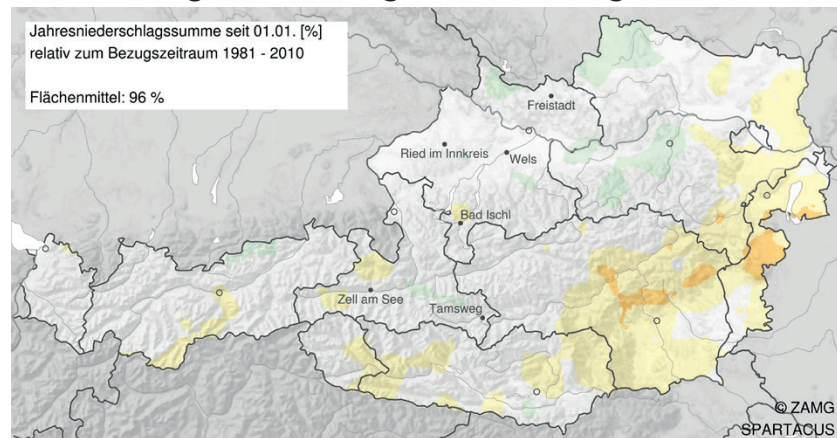 Jahresniederschlagssumme seit 01.01. [%]
relativ zum Bezugszeitraum 1981 - 2010
Flächenmittel: 96 %
Freistadt
Ried im Innkreis
Wels
Bad Ischl
Zell am See
Tamsweg
© ZAMG
SPARTACUS